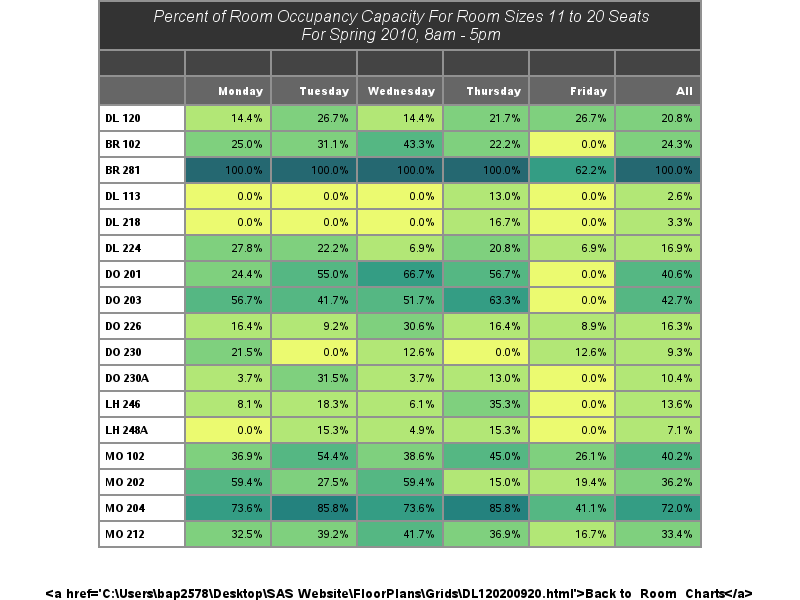 Percent of Room Occupancy Capacity For Room Sizes 11 to 20 Seats
For Spring 2010, 8am - 5pm
Monday Tuesday Wednesday Thursday Friday All
DL 120 14.4% 26.7% 14.4% 21.7% 26.7% 20.8%
BR 102 25.0% 31.1% 43.3% 22.2% 0.0% 24.3%
BR 281 100.0% 100.0% 100.0% 100.0% 62.2% 100.0%
DL 113 0.0% 0.0% 0.0% 13.0% 0.0% 2.6%
DL 218 0.0% 0.0% 0.0% 16.7% 0.0% 3.3%
DL 224 27.8% 22.2% 6.9% 20.8% 6.9% 16.9%
DO 201 24.4% 55.0% 66.7% 56.7% 0.0% 40.6%
DO 203 56.7% 41.7% 51.7% 63.3% 0.0% 42.7%
DO 226 16.4% 9.2% 30.6% 16.4% 8.9% 16.3%
DO 230 21.5% 0.0% 12.6% 0.0% 12.6% 9.3%
DO 230A 3.7% 31.5% 3.7% 13.0% 0.0% 10.4%
LH 246 8.1% 18.3% 6.1% 35.3% 0.0% 13.6%
LH 248A 0.0% 15.3% 4.9% 15.3% 0.0% 7.1%
MO 102 36.9% 54.4% 38.6% 45.0% 26.1% 40.2%
MO 202 59.4% 27.5% 59.4% 15.0% 19.4% 36.2%
MO 204 73.6% 85.8% 73.6% 85.8% 41.1% 72.0%
MO 212 32.5% 39.2% 41.7% 36.9% 16.7% 33.4%
<a href='C:\Users\bap2578\Desktop\SAS Website\FloorPlans\Grids\DL120200920.html'>Back to Room Charts</a>